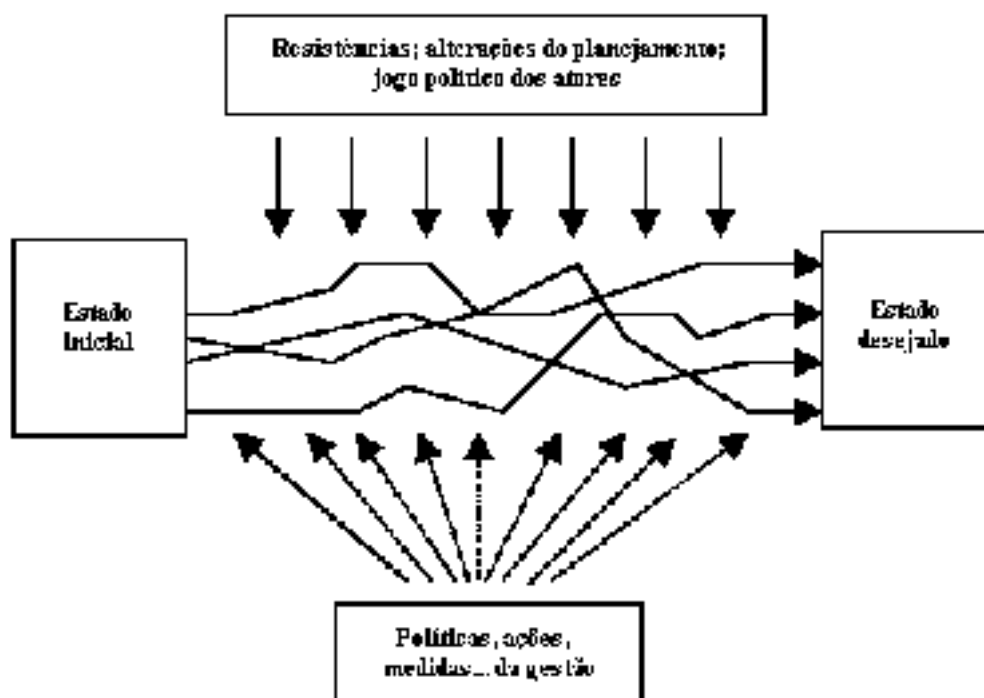 Resistências; alterações do planejamento;
jogo político dos atores
Estado
Inicial
Estado
desejado
Políticas, ações,
medidas... da gestão